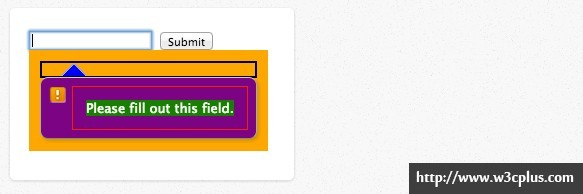 Submit
!
Please fill out this field.
http://www.w3cplus.com